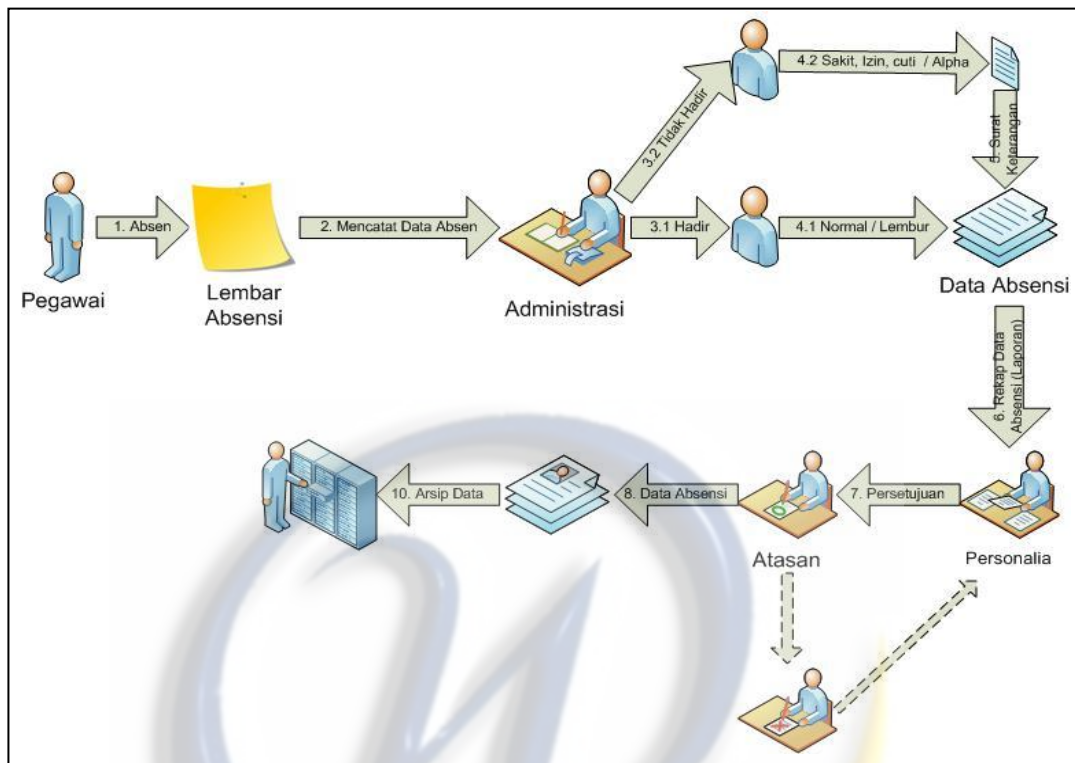 4.2 Sakit, Izin, cuti / Alpha
3.2 Tidak Hadir
5. Surat
Keterangan
1. Absen
2. Mencatat Data Absen
3.1 Hadir
4.1 Normal / Lembur
Pegawai
Lembar
Absensi
Administrasi
Data Absensi
6. Rekap Data
Absensi (Laporan)
10. Arsip Data
8. Data Absensi
7. Persetujuan
Atasan
Personalia